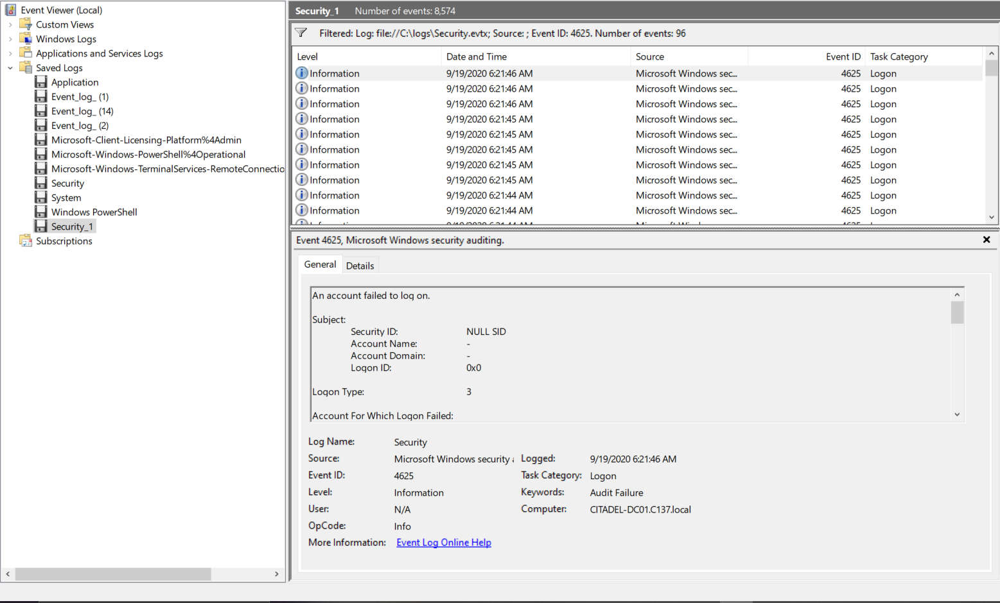 Event Viewer (Local)
Custom Views
Windows Logs
Applications and Services Logs
Saved Logs
Application
Event_log_ (1)
Event_log_ (14)
Event_log_ (2)
Microsoft-Client-Licensing-Platform%4Admin
Microsoft-Windows-PowerShell%4Operational
Microsoft-Windows-TerminalServices-RemoteConnectio
Security
System
Windows PowerShell
Security_1
Subscriptions
Security_1 Number of events: 8,574
Filtered: Log: file://C:\logs\Security.evtx; Source: ; Event ID: 4625. Number of events: 96
Level Date and Time Source Event ID Task Category
Information 9/19/2020 6:21:46 AM Microsoft Windows sec... 4625 Logon
Information 9/19/2020 6:21:46 AM Microsoft Windows sec... 4625 Logon
Information 9/19/2020 6:21:46 AM Microsoft Windows sec... 4625 Logon
Information 9/19/2020 6:21:45 AM Microsoft Windows sec... 4625 Logon
Information 9/19/2020 6:21:45 AM Microsoft Windows sec... 4625 Logon
Information 9/19/2020 6:21:45 AM Microsoft Windows sec... 4625 Logon
Information 9/19/2020 6:21:45 AM Microsoft Windows sec... 4625 Logon
Information 9/19/2020 6:21:45 AM Microsoft Windows sec... 4625 Logon
Information 9/19/2020 6:21:44 AM Microsoft Windows sec... 4625 Logon
Information 9/19/2020 6:21:44 AM Microsoft Windows sec... 4625 Logon
Event 4625, Microsoft Windows security auditing.
General Details
An account failed to log on.
Subject:
Security ID: NULL SID
Account Name: -
Account Domain: -
Logon ID: 0x0
Logon Type: 3
Account For Which Logon Failed:
Log Name: Security
Source: Microsoft Windows security Logged: 9/19/2020 6:21:46 AM
Event ID: 4625 Task Category: Logon
Level: Information Keywords: Audit Failure
User: N/A Computer: CITADEL-DC01.C137.local
OpCode: Info
More Information: Event Log Online Help